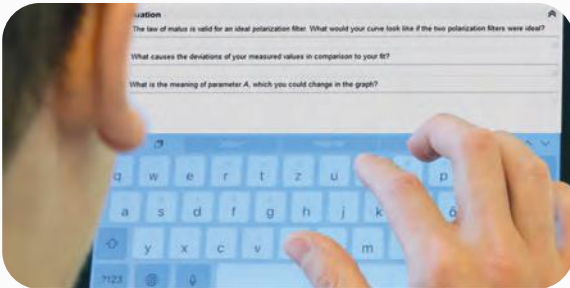 uation
The law of malus is valid for an ideal polarization filter. What would your curve look like if the two polarization filters were ideal?
What causes the deviations of your measured values in comparison to your fit?
What is the meaning of parameter A, which you could change in the graph?
q w e r t z u p
a s d f g h j k ö
y x c v m
.?123 @